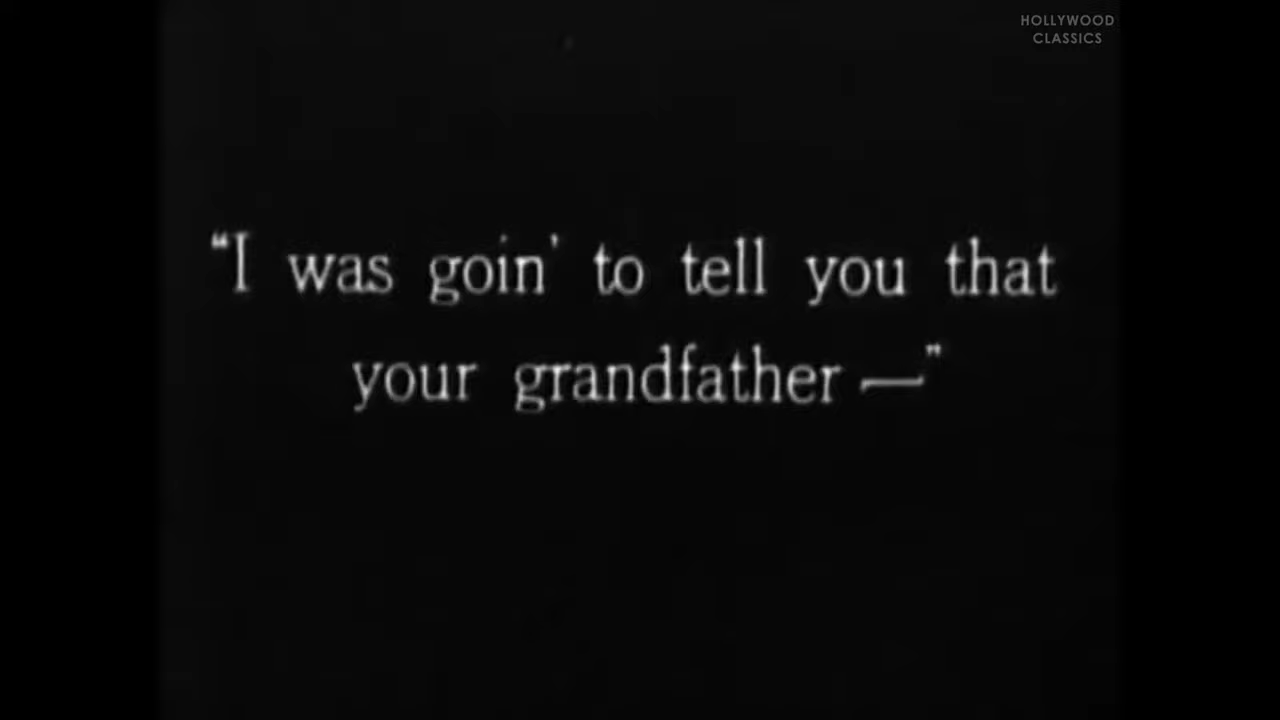 HOLLYWOOD
CLASSICS
"I was goin' to tell you that
your grandfather —"